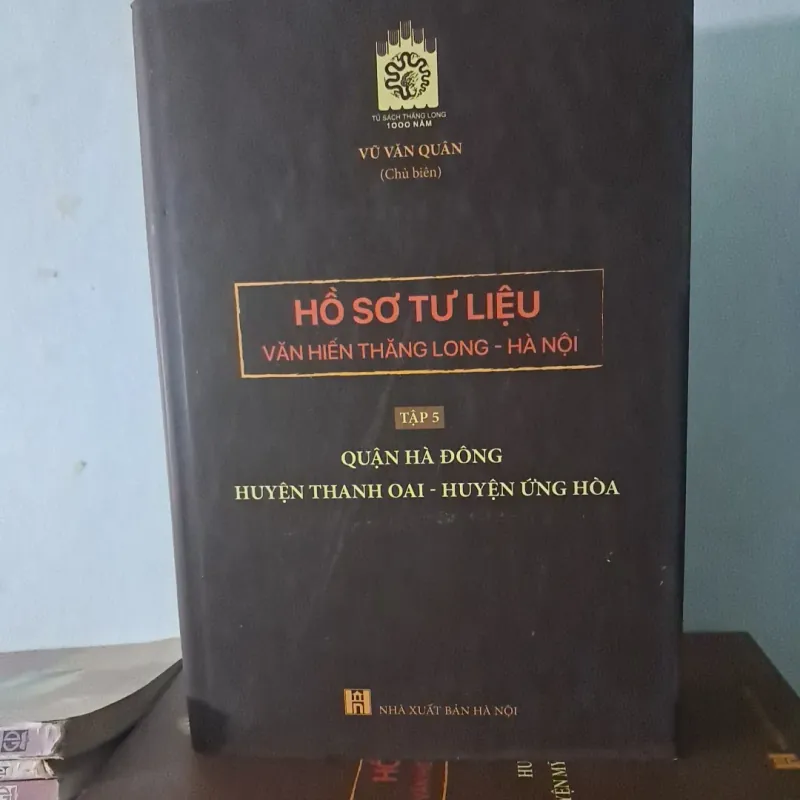 TỦ SÁCH THĂNG LONG
1000 NĂM
VŨ VĂN QUÂN
(Chủ biên)
HỒ SƠ TƯ LIỆU
VĂN HIẾN THĂNG LONG - HÀ NỘI
TẬP 5
QUẬN HÀ ĐÔNG
HUYỆN THANH OAI - HUYỆN ỨNG HÒA
NHÀ XUẤT BẢN HÀ NỘI